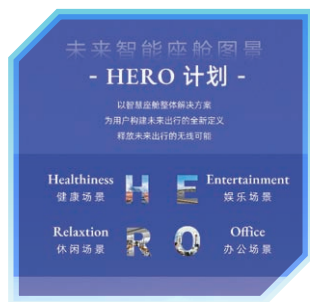 未来智能座舱图景
- HERO 计划 -
以智慧座舱整体解决方案
为用户构建未来出行的全新定义
释放未来出行的无线可能
Healthiness
健康场景
H
E
Entertainment
娱乐场景
Relaxtion
休闲场景
R
O
Office
办公场景